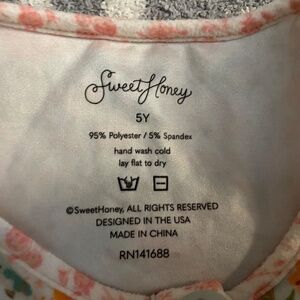 Sweet Honey
5Y
95% Polyester / 5% Spandex
hand wash cold
lay flat to dry
©SweetHoney, ALL RIGHTS RESERVED
DESIGNED IN THE USA
MADE IN CHINA
RN141688